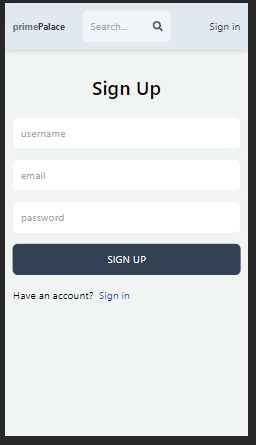 primePalace Search... Sign in
Sign Up
username
email
password
SIGN UP
Have an account? Sign in